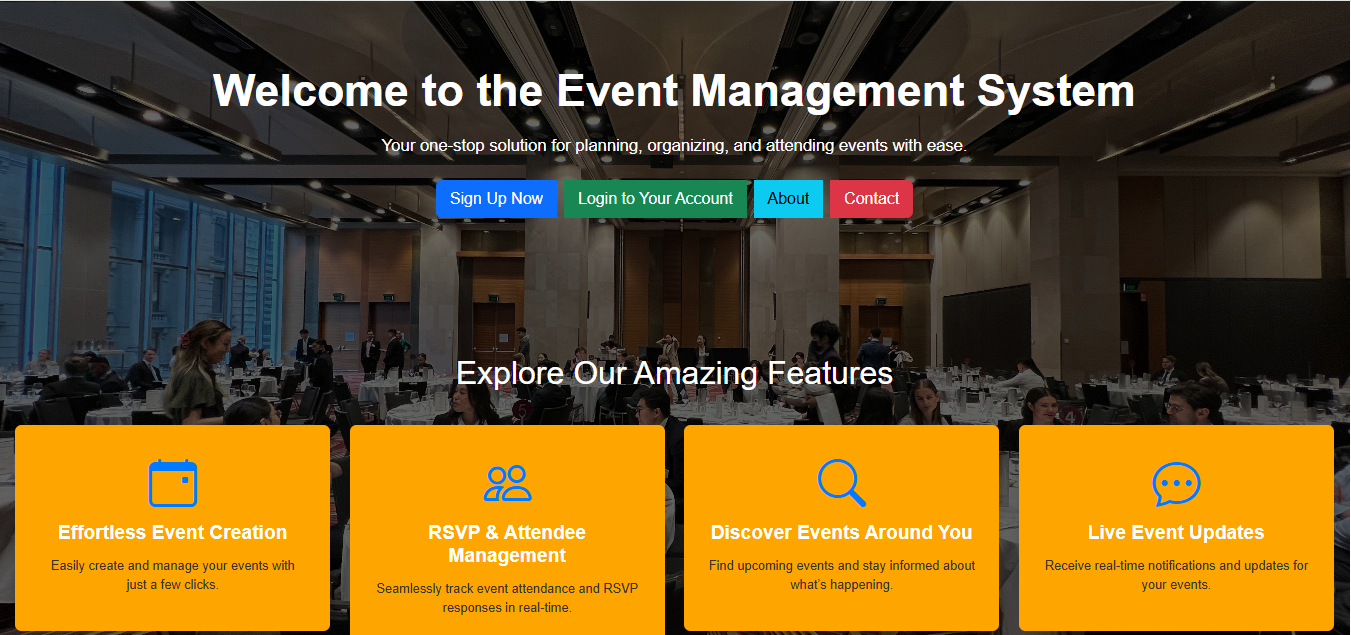 Welcome to the Event Management System
Your one-stop solution for planning, organizing, and attending events with ease.
Sign Up Now
Login to Your Account
About
Contact
Explore Our Amazing Features
Effortless Event Creation
Easily create and manage your events with
just a few clicks.
RSVP & Attendee
Management
Seamlessly track event attendance and RSVP
responses in real-time.
Discover Events Around You
Find upcoming events and stay informed about
what's happening.
Live Event Updates
Receive real-time notifications and updates for
your events.